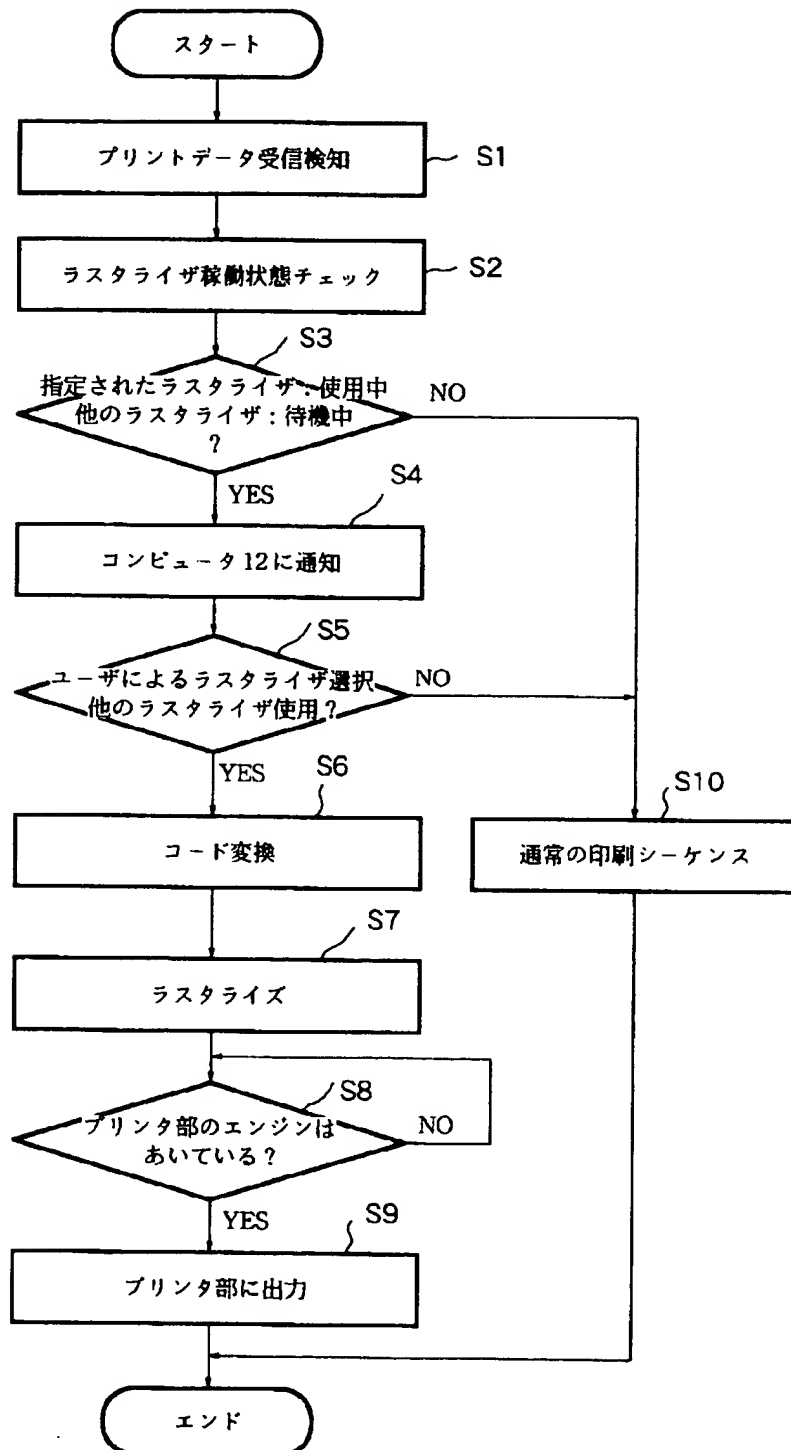 スタート
プリントデータ受信検知
S1
ラスタライザ稼働状態チェック
S2
S3
指定されたラスタライザ:使用中
他のラスタライザ:待機中
?
NO
YES
S4
コンピュータ12に通知
S5
ユーザによるラスタライザ選択
他のラスタライザ使用?
NO
YES
S6
コード変換
S10
通常の印刷シーケンス
S7
ラスタライズ
S8
プリンタ部のエンジンは
あいている?
NO
YES
S9
プリンタ部に出力
エンド